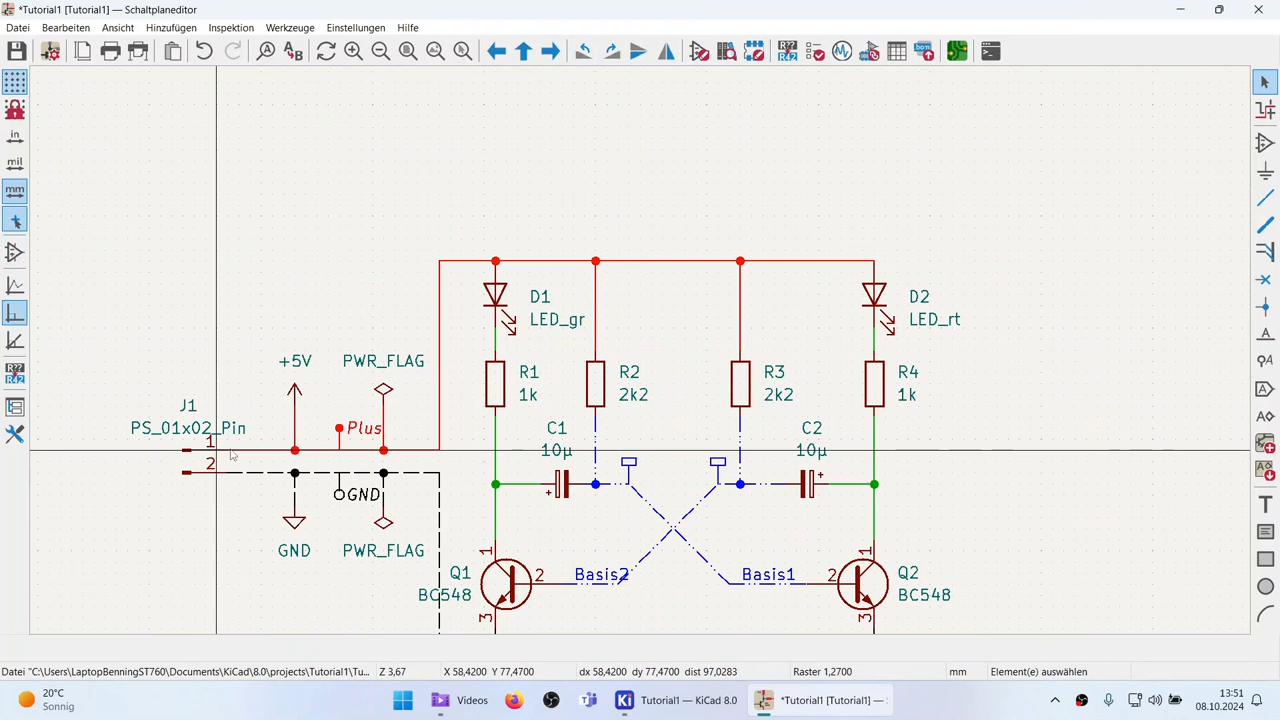 *Tutorial1 [Tutorial1] — Schaltplaneditor
Datei Bearbeiten Ansicht Hinzufügen Inspektion Werkzeuge Einstellungen Hilfe
A
A B
R?? R42
bom
in
mil
mm
R?? R42
A
A
A
T
D1
LED_gr
D2
LED_rt
+5V
PWR_FLAG
R1
1k
R2
2k2
R3
2k2
R4
1k
J1
PS_01x02_Pin
1
2
Plus
GND
C1
10µ
C2
10µ
+
+
GND
PWR_FLAG
Q1
BC548
1
2
3
Basis2
Basis1
Q2
BC548
1
2
3
Datei "C:\Users\LaptopBenningST760\Documents\KiCad\8.0\projects\Tutorial1\Tu... Z 3,67 X 58,4200 Y 77,4700 dx 58,4200 dy 77,4700 dist 97,0283 Raster 1,2700 mm Element(e) auswählen
20°C
Sonnig
Videos
Ki
Tutorial1 — KiCad 8.0
*Tutorial1 [Tutorial1] —
13:51
08.10.2024